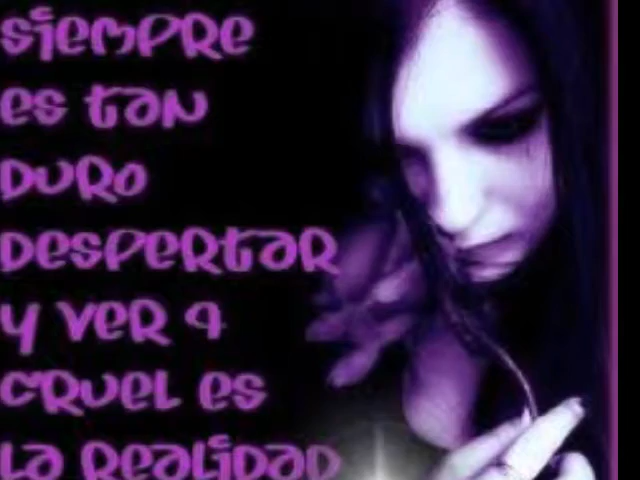 siempre
es tan
duro
despertar
y ver q
cruel es
la realidad